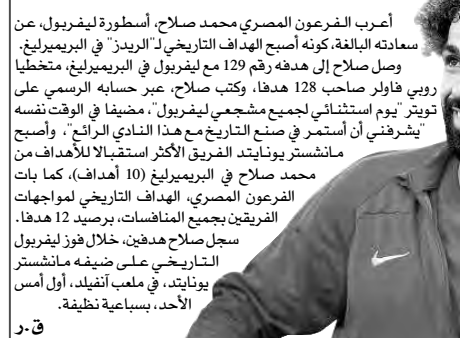 أعرب الفرعون المصري محمد صلاح، أسطورة ليفربول، عن
سعادته البالغة، كونه أصبح الهداف التاريخي لـ"الريدز" في البريميرليغ.
وصل صلاح إلى هدفه رقم 129 مع ليفربول في البريميرليغ، متخطيا
روبي فاولر صاحب 128 هدفا، وكتب صلاح، عبر حسابه الرسمي على
تويتر "يوم استثنائي لجميع مشجعي ليفربول"، مضيفا في الوقت نفسه
"يشرفني أن أستمر في صنع التاريخ مع هذا النادي الرائع"، وأصبح
مانشستر يونايتد الفريق الأكثر استقبالا للأهداف من
محمد صلاح في البريميرليغ (10 أهداف)، كما بات
الفرعون المصري، الهداف التاريخي لمواجهات
الفريقين بجميع المنافسات، برصيد 12 هدفا.
سجل صلاح هدفين، خلال فوز ليفربول
التاريخي على ضيفه مانشستر
يونايتد، في ملعب آنفيلد، أول أمس
الأحد، بسباعية نظيفة.
ق.ر